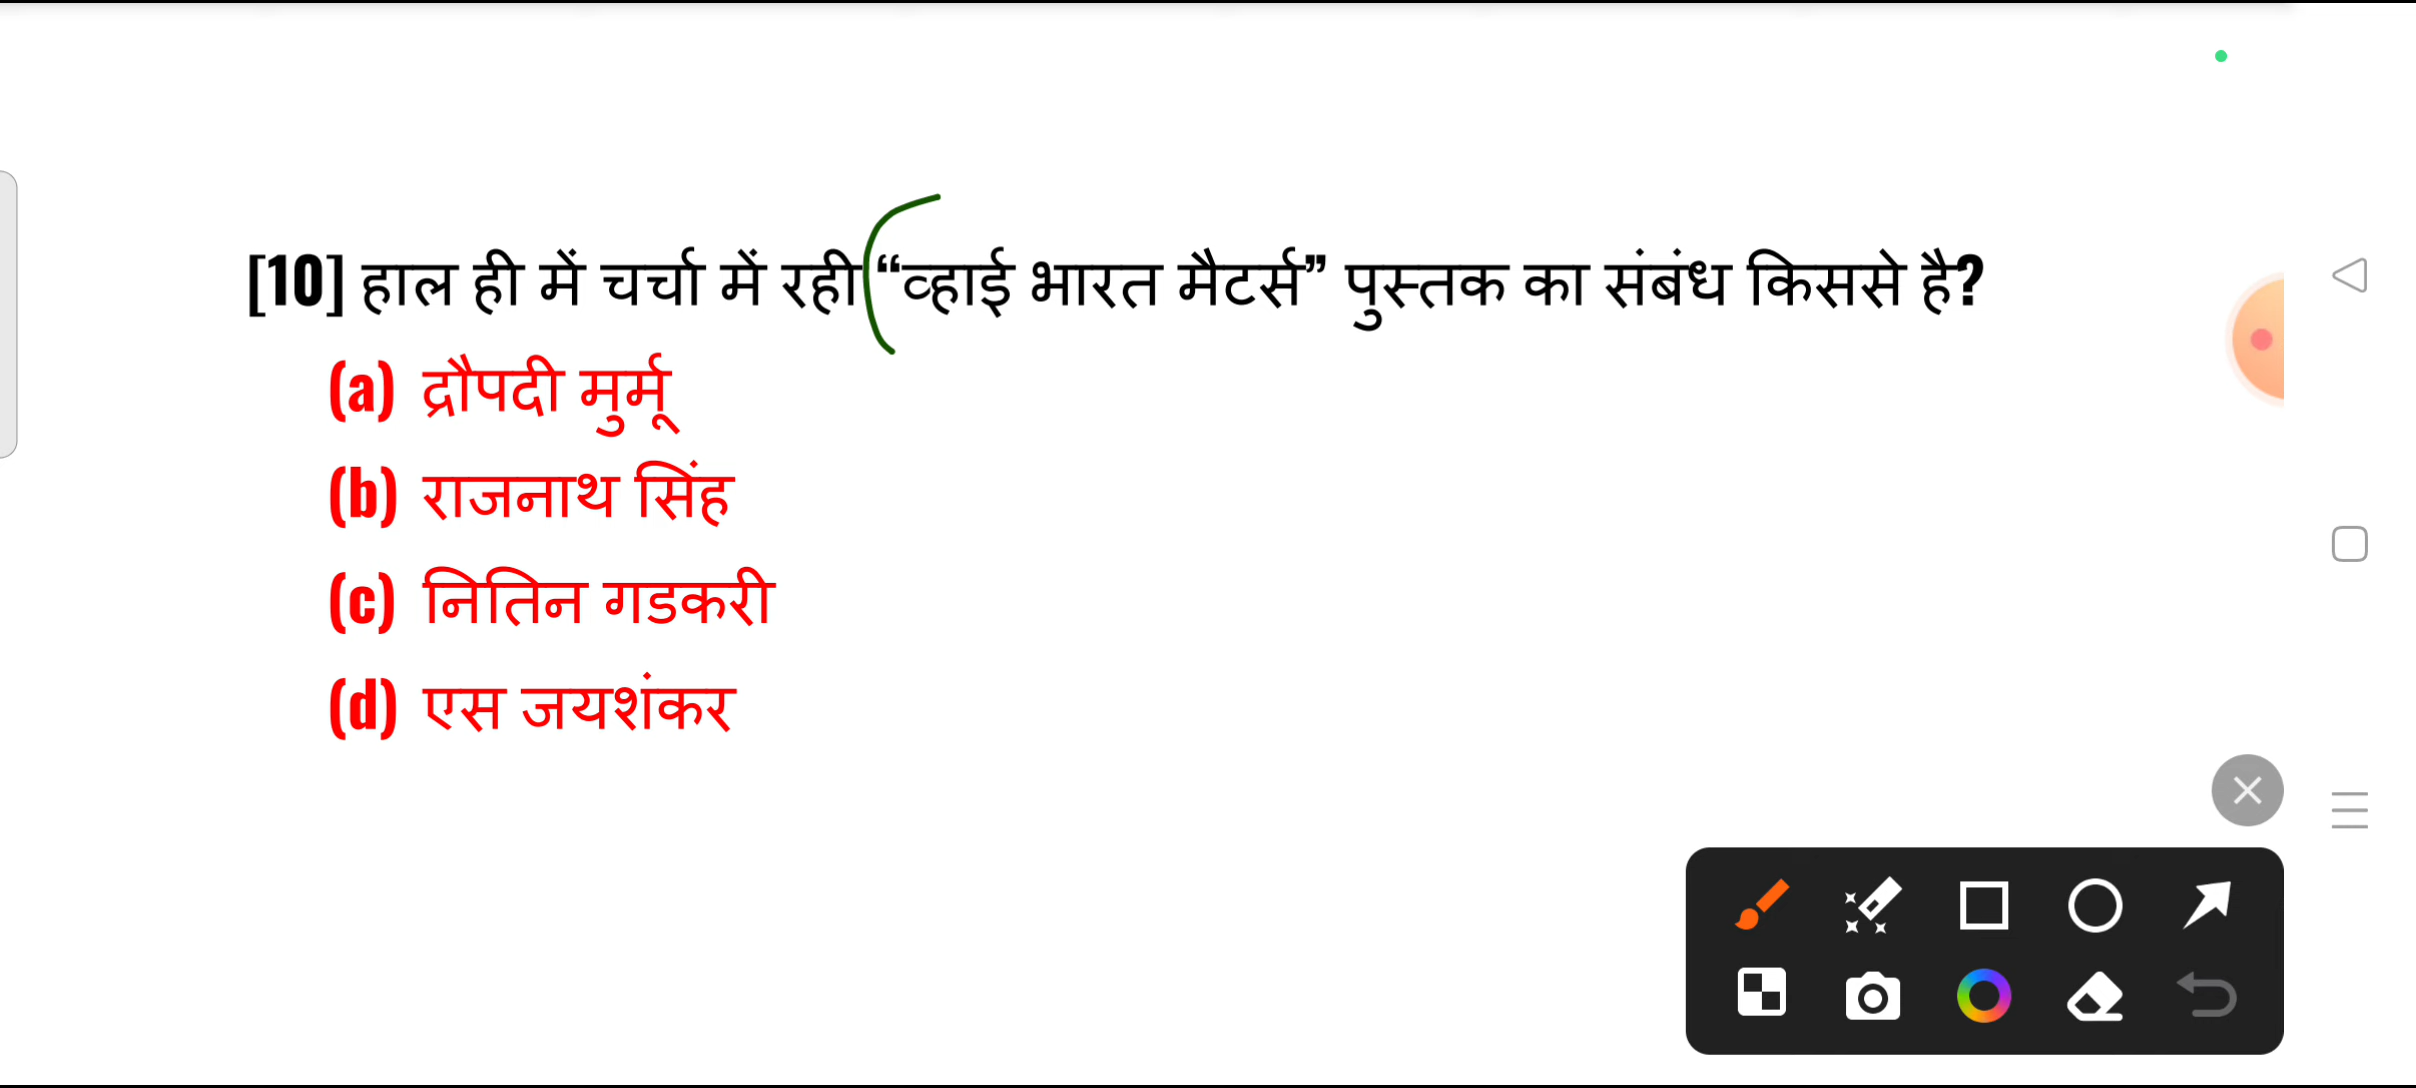 [10] हाल ही में चर्चा में रही “व्हाई भारत मैटर्स” पुस्तक का संबंध किससे है?
(a) द्रौपदी मुर्मू
(b) राजनाथ सिंह
(c) नितिन गडकरी
(d) एस जयशंकर